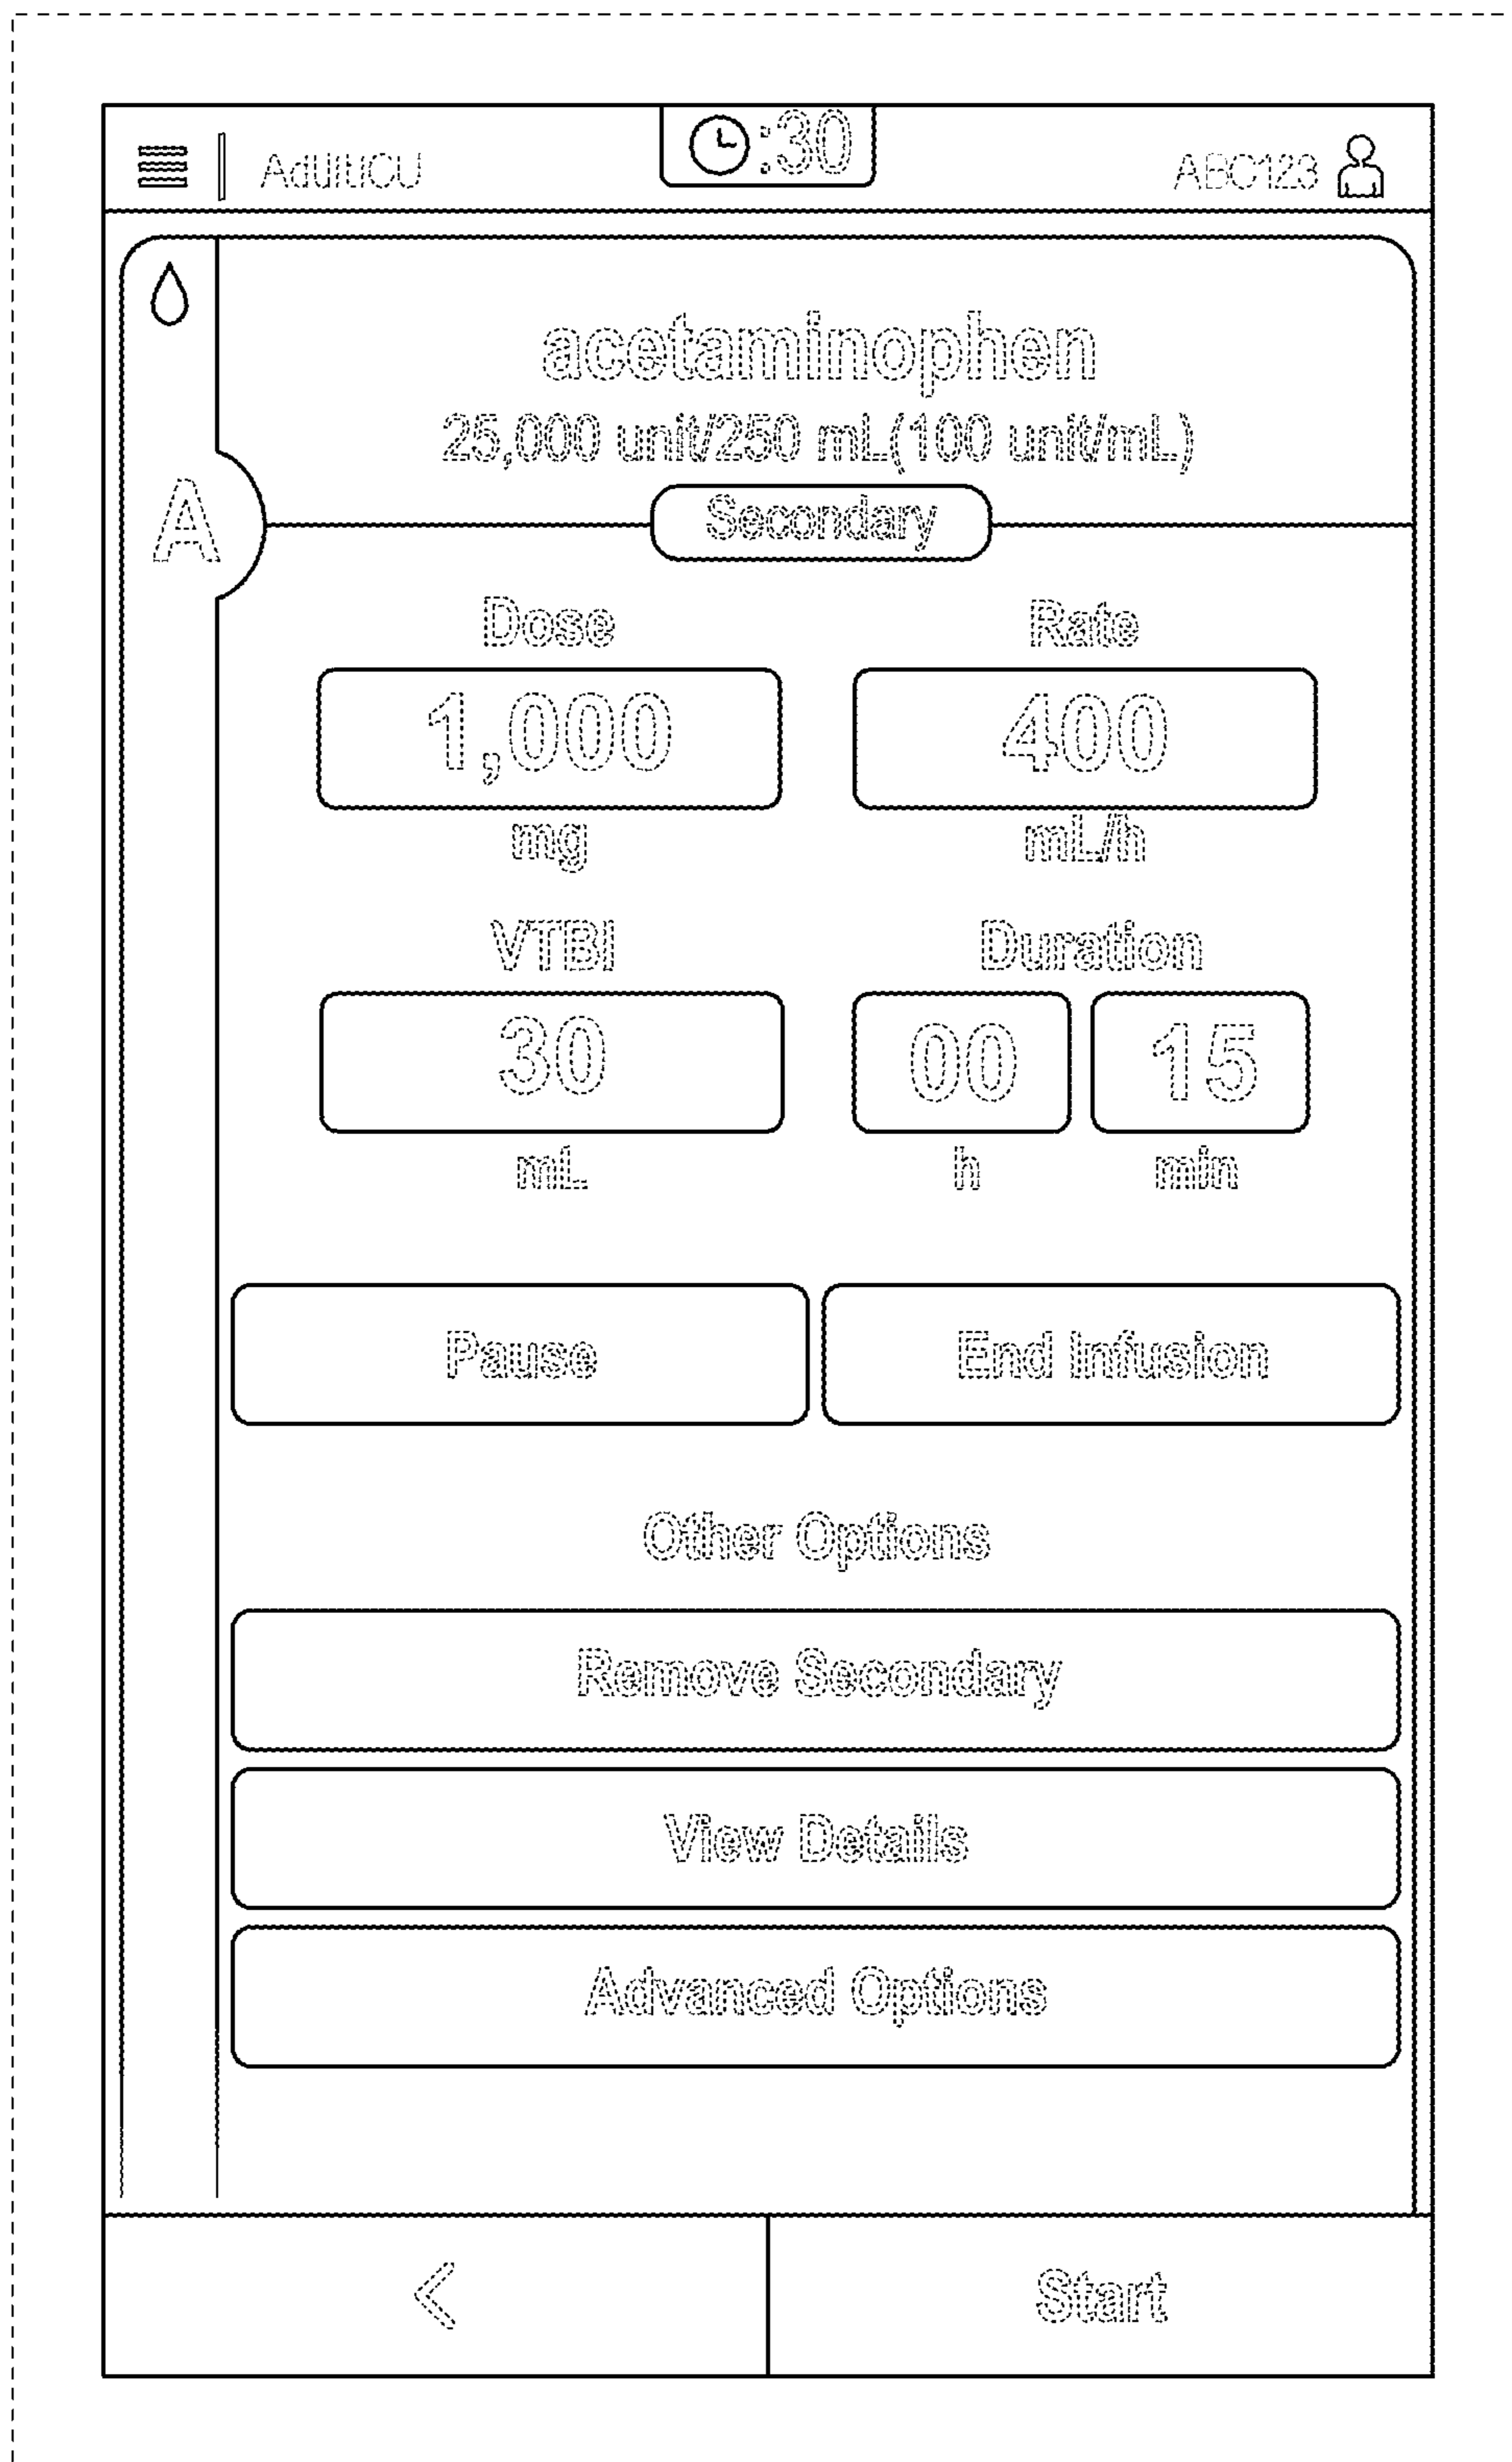 AdultICU :30 ABC123
acetaminophen
25,000 unit/250 mL(100 unit/mL)
A
Secondary
Dose Rate
1,000 400
mg mL/h
VTBI Duration
30 00 15
mL h min
Pause End Infusion
Other Options
Remove Secondary
View Details
Advanced Options
< Start